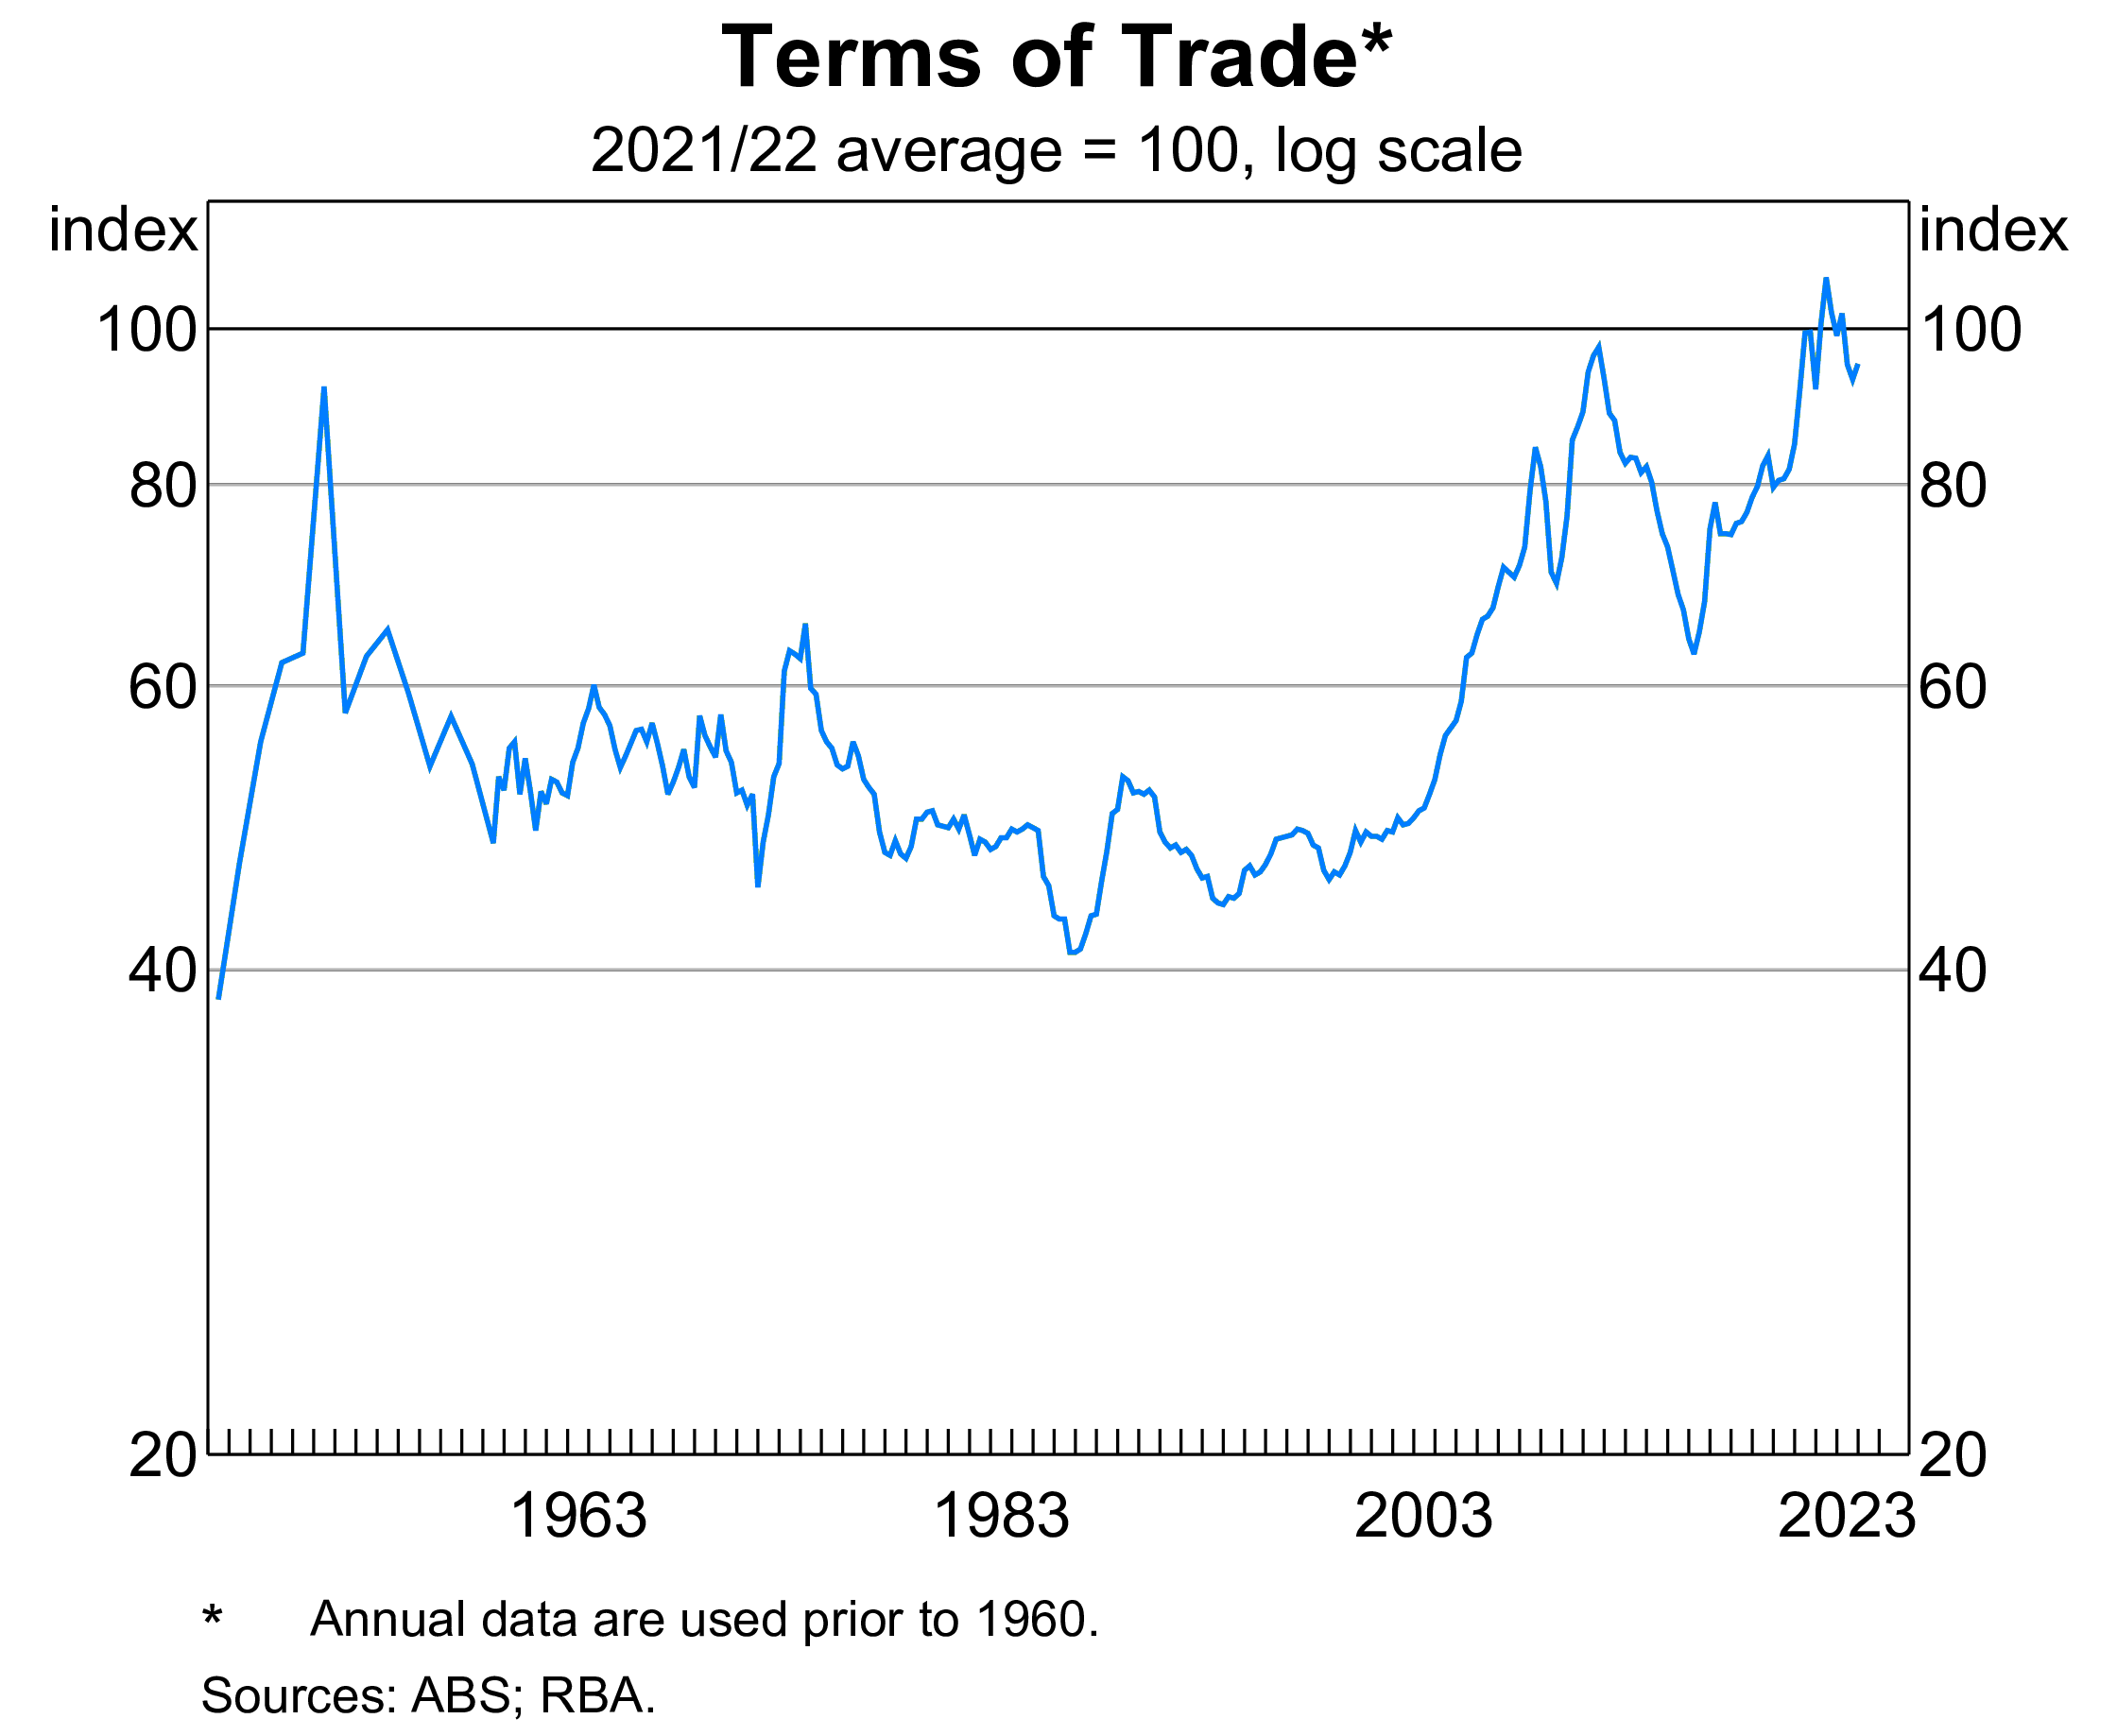 Terms of Trade*
2021/22 average = 100, log scale
index index
100 100
80 80
60 60
40 40
20 20
1963 1983 2003 2023
* Annual data are used prior to 1960.
Sources: ABS; RBA.